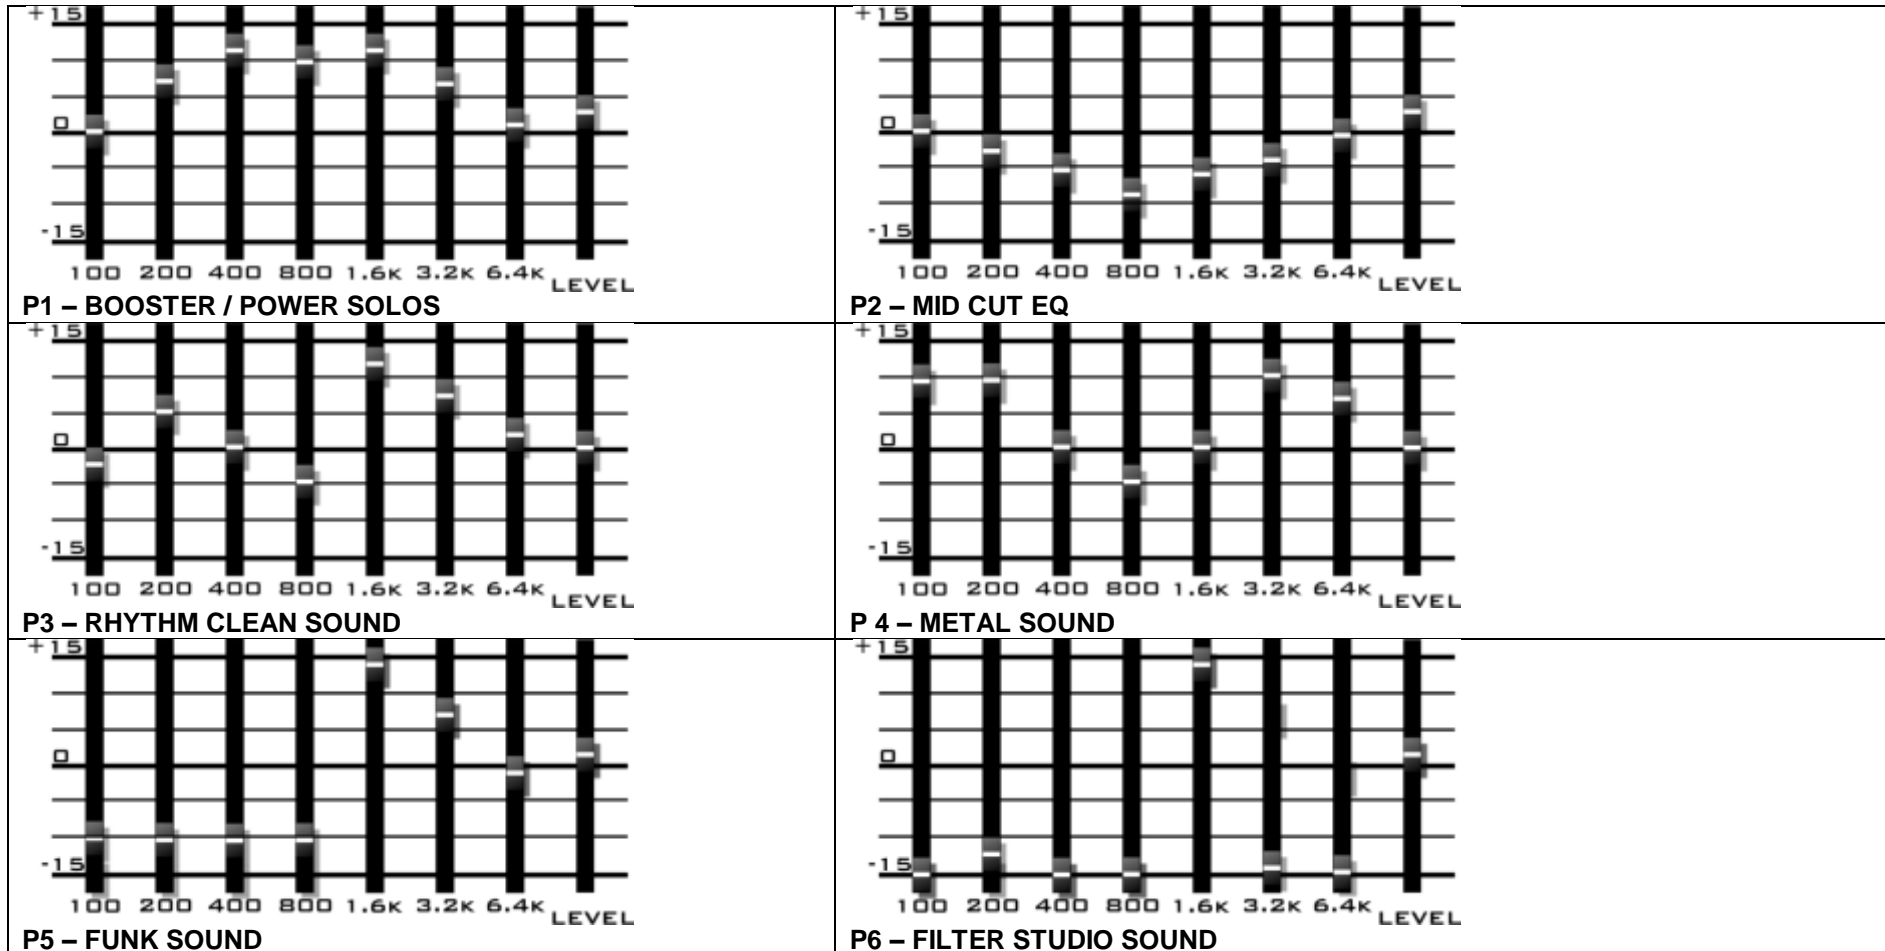 +15
0
-15
100 200 400 800 1.6K 3.2K 6.4K LEVEL
P1 – BOOSTER / POWER SOLOS
+15
0
-15
100 200 400 800 1.6K 3.2K 6.4K LEVEL
P2 – MID CUT EQ
+15
0
-15
100 200 400 800 1.6K 3.2K 6.4K LEVEL
P3 – RHYTHM CLEAN SOUND
+15
0
-15
100 200 400 800 1.6K 3.2K 6.4K LEVEL
P 4 – METAL SOUND
+15
0
-15
100 200 400 800 1.6K 3.2K 6.4K LEVEL
P5 – FUNK SOUND
+15
0
-15
100 200 400 800 1.6K 3.2K 6.4K LEVEL
P6 – FILTER STUDIO SOUND